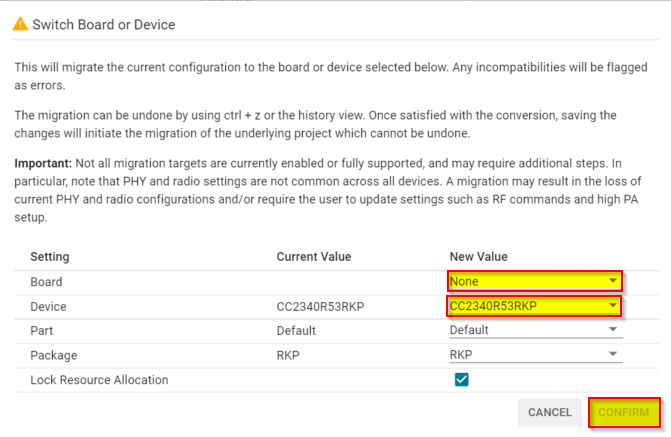 Switch Board or Device
This will migrate the current configuration to the board or device selected below. Any incompatibilities will be flagged
as errors.
The migration can be undone by using ctrl + z or the history view. Once satisfied with the conversion, saving the
changes will initiate the migration of the underlying project which cannot be undone.
Important: Not all migration targets are currently enabled or fully supported, and may require additional steps. In
particular, note that PHY and radio settings are not common across all devices. A migration may result in the loss of
current PHY and radio configurations and/or require the user to update settings such as RF commands and high PA
setup.
Setting Current Value New Value
Board None
Device CC2340R53RKP CC2340R53RKP
Part Default Default
Package RKP RKP
Lock Resource Allocation
CANCEL CONFIRM